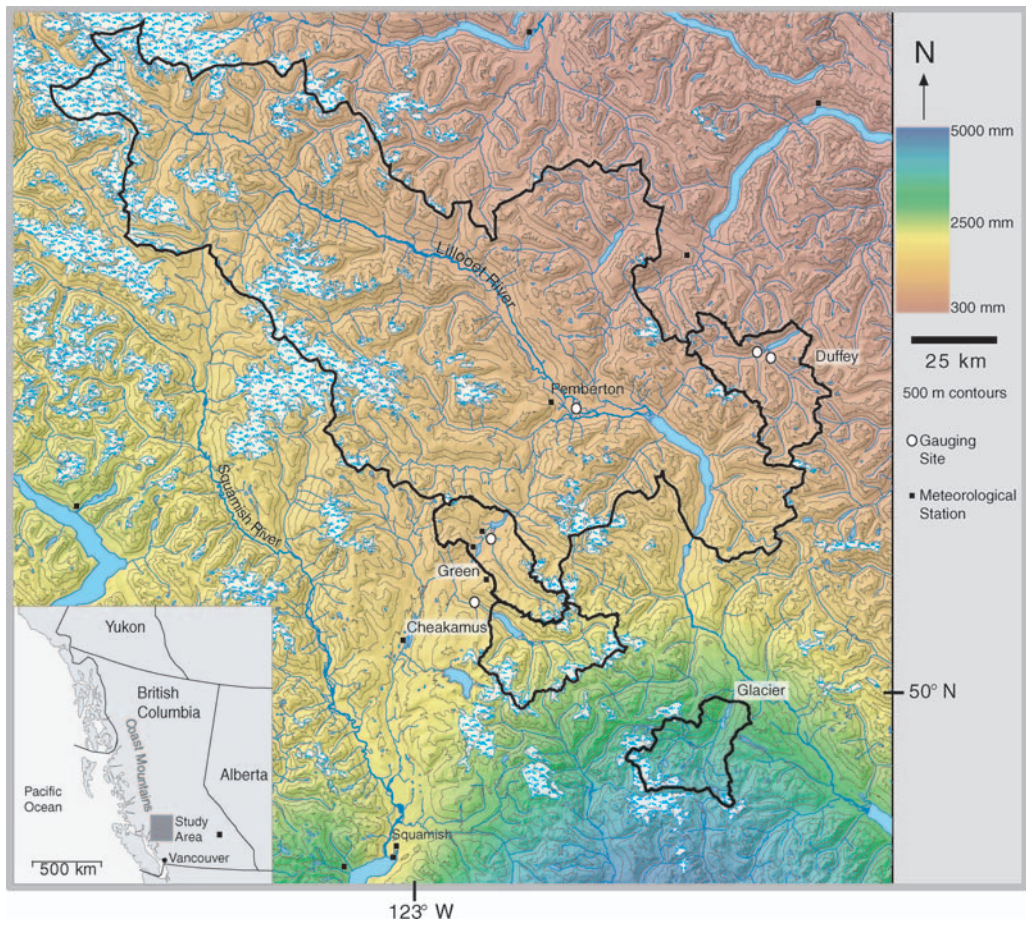 N
5000 mm
2500 mm
300 mm
25 km
500 m contours
Gauging
Site
Meteorological
Station
Lillooet River
Duffey
Pemberton
Squamish River
Green
Cheakamus
Glacier
50° N
Squamish
123° W
Yukon
British
Columbia
Coast Mountains
Alberta
Pacific
Ocean
Study
Area
Vancouver
500 km